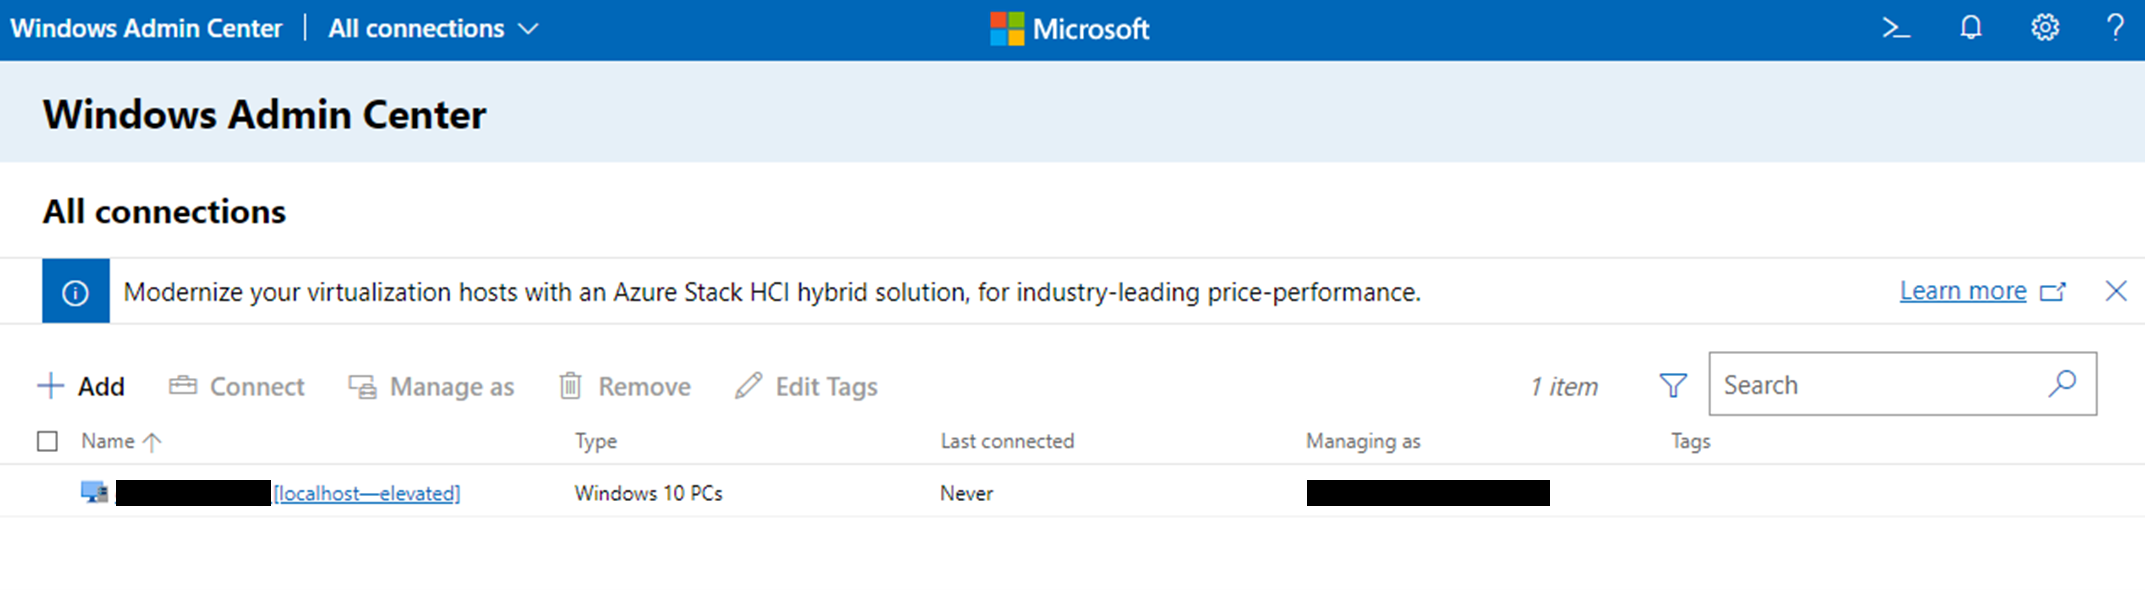 Windows Admin Center | All connections Microsoft
Windows Admin Center
All connections
Modernize your virtualization hosts with an Azure Stack HCI hybrid solution, for industry-leading price-performance. Learn more
Add Connect Manage as Remove Edit Tags 1 item Search
Name Type Last connected Managing as Tags
[localhost—elevated] Windows 10 PCs Never